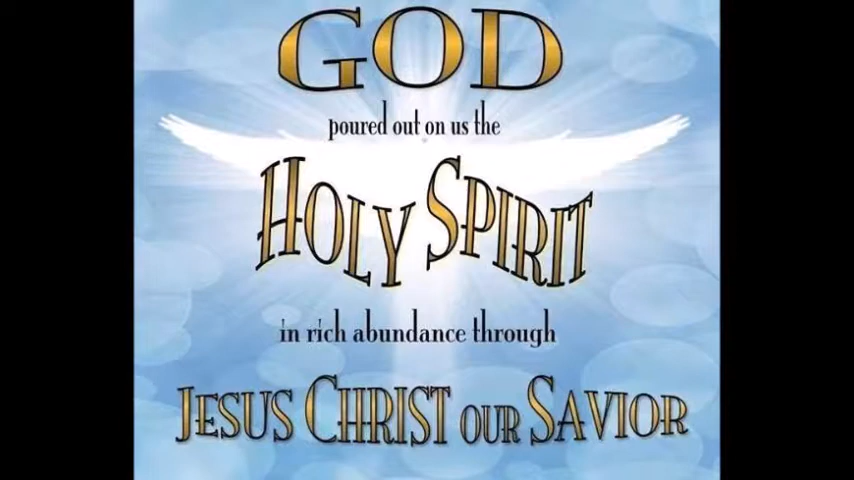 GOD
poured out on us the
HOLY SPIRIT
in rich abundance through
JESUS CHRIST OUR SAVIOR